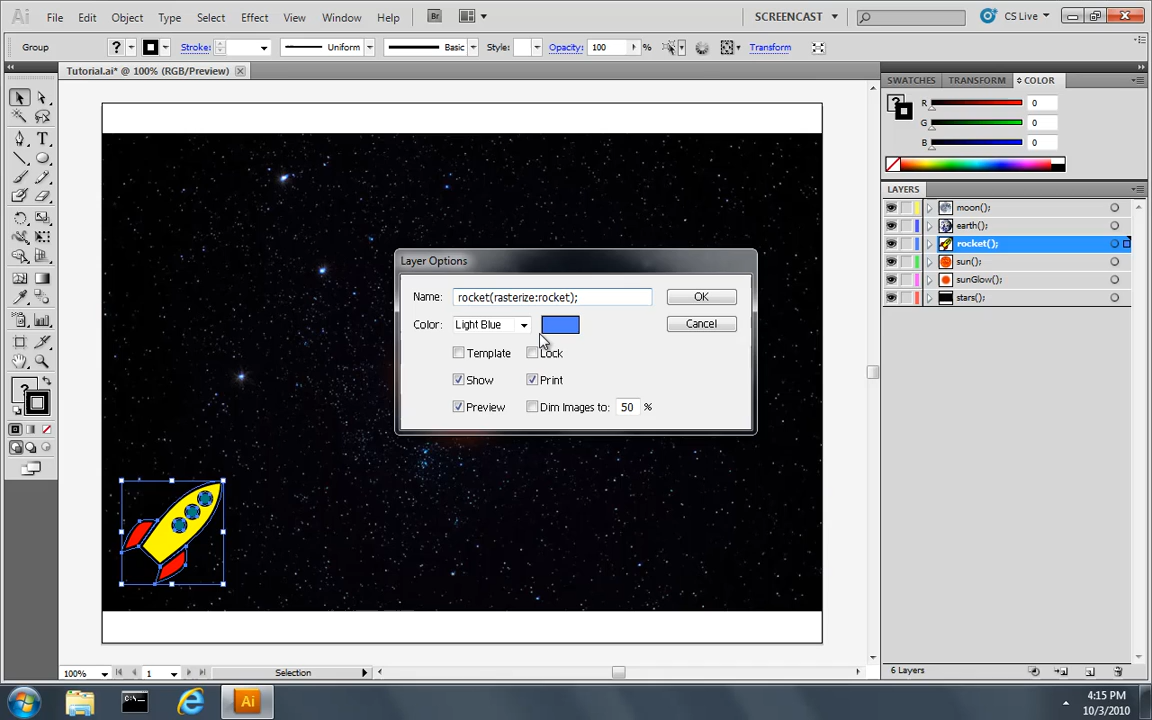 Ai File Edit Object Type Select Effect View Window Help Br SCREENCAST CS Live
Group ? Stroke: Uniform Basic Style: Opacity: 100 % Transform
Tutorial.ai* @ 100% (RGB/Preview)
SWATCHES TRANSFORM COLOR
? R 0
G 0
B 0
LAYERS
moon();
earth();
rocket();
sun();
sunGlow();
stars();
Layer Options
Name: rocket(rasterize:rocket); OK
Color: Light Blue Cancel
Template Lock
Show Print
Preview Dim Images to: 50 %
T
?
100% 1 Selection 6 Layers
Ai 4:15 PM
10/3/2010